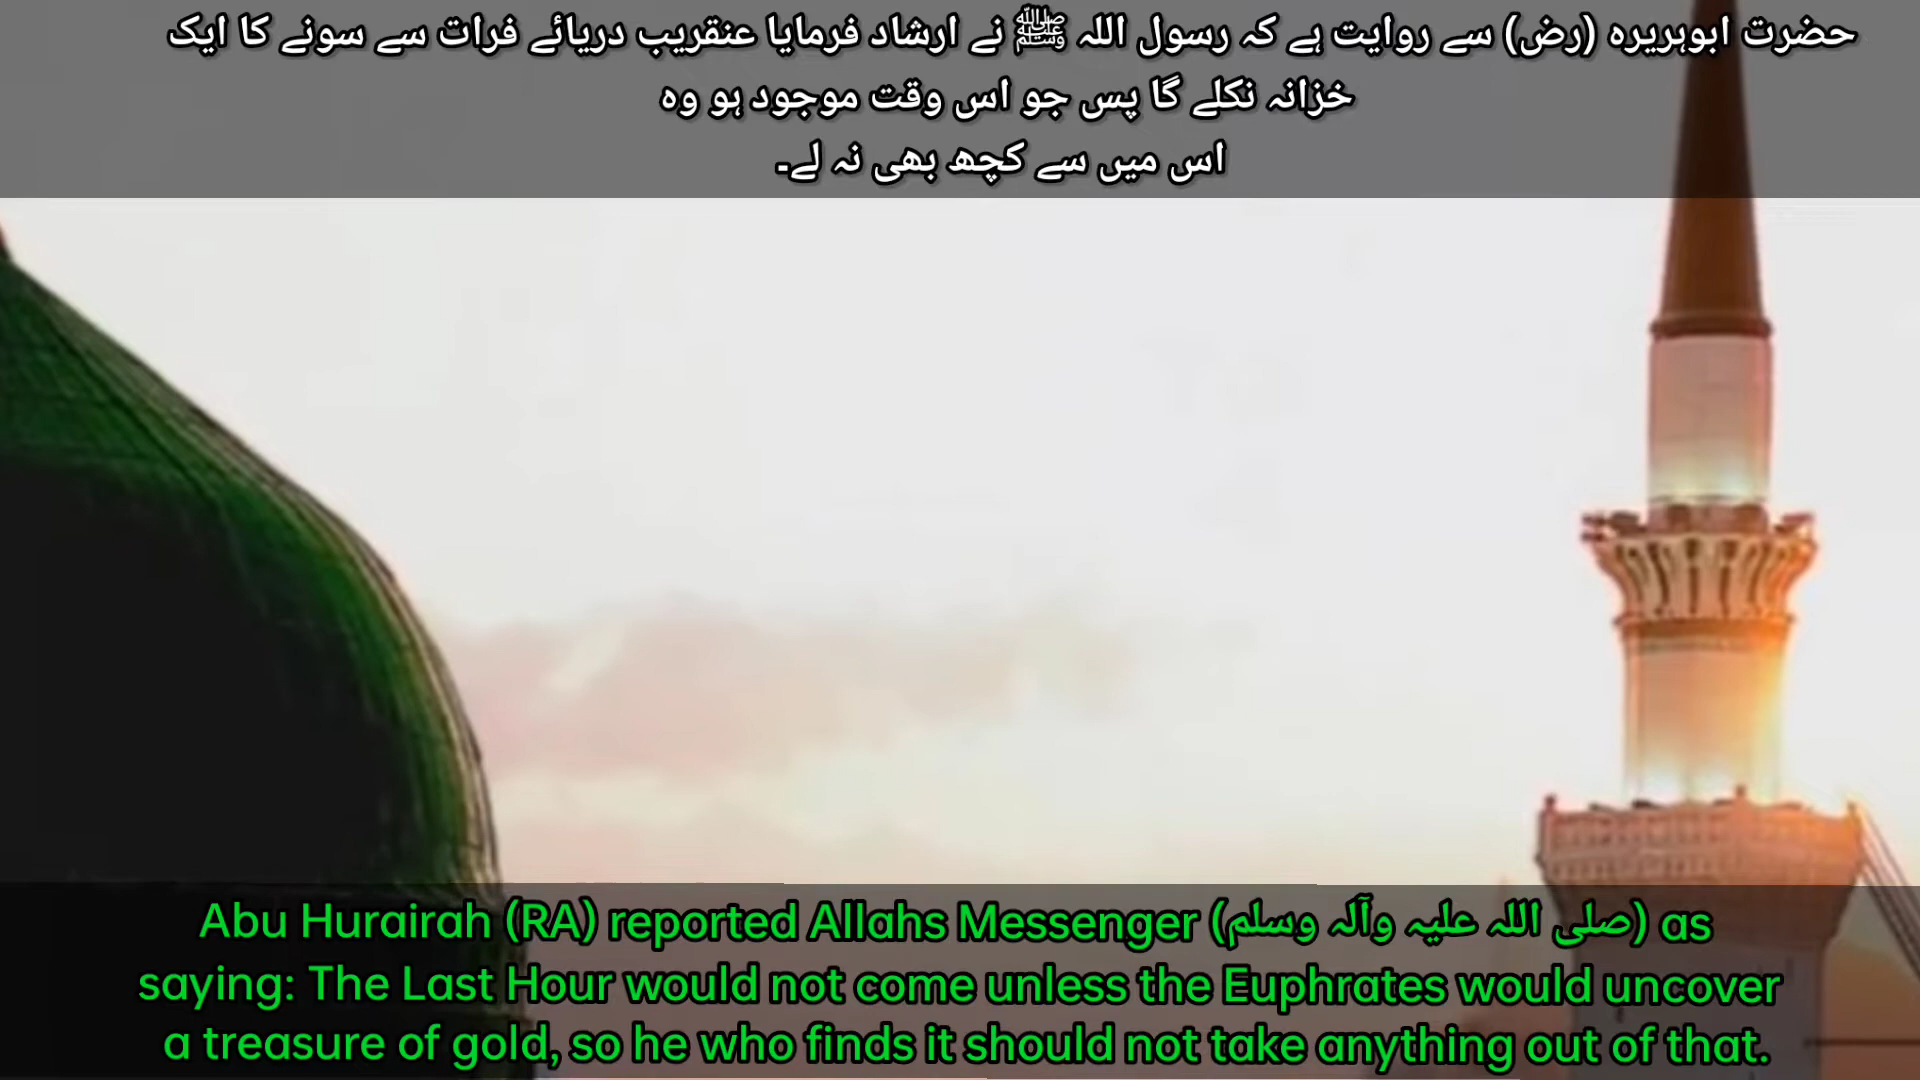 حضرت ابوہریرہ (رض) سے روایت ہے کہ رسول اللہ ﷺ نے ارشاد فرمایا عنقریب دریائے فرات سے سونے کا ایک
خزانہ نکلے گا پس جو اس وقت موجود ہو وہ
اس میں سے کچھ بھی نہ لے۔
Abu Hurairah (RA) reported Allahs Messenger (صلی اللہ علیہ وآلہ وسلم) as
saying: The Last Hour would not come unless the Euphrates would uncover
a treasure of gold, so he who finds it should not take anything out of that.